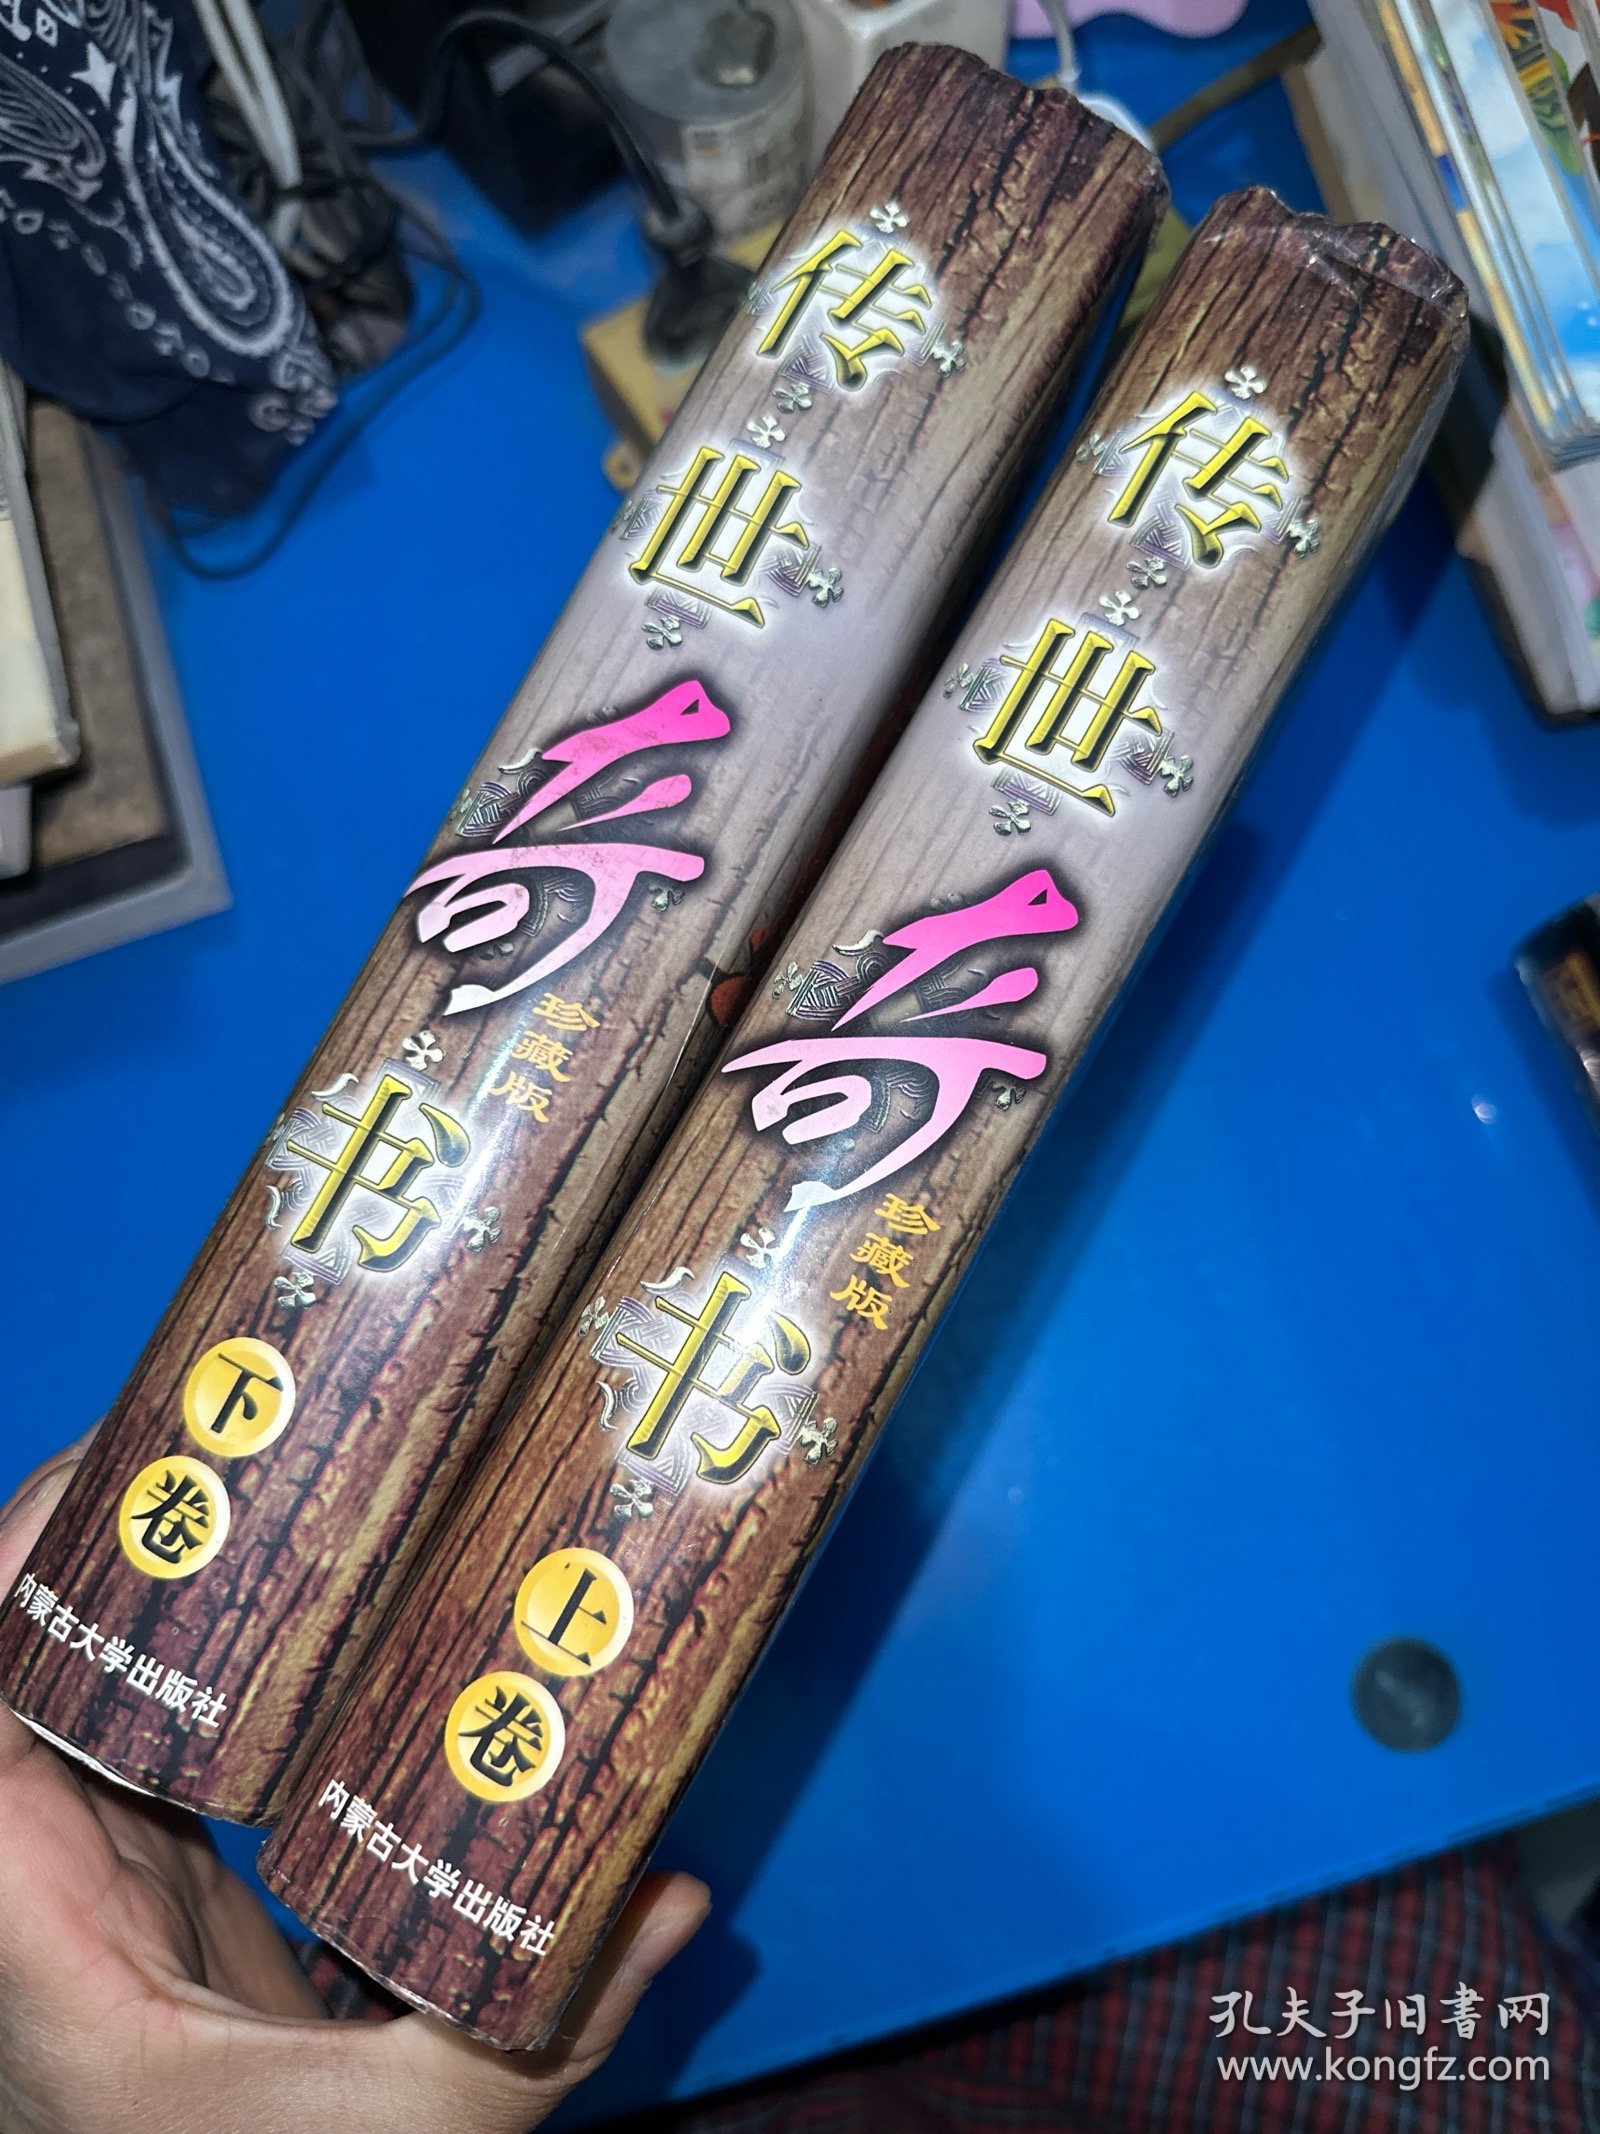 传世奇书
珍藏版
下卷
内蒙古大学出版社
传世奇书
珍藏版
上卷
内蒙古大学出版社
孔夫子旧書网
www.kongfz.com